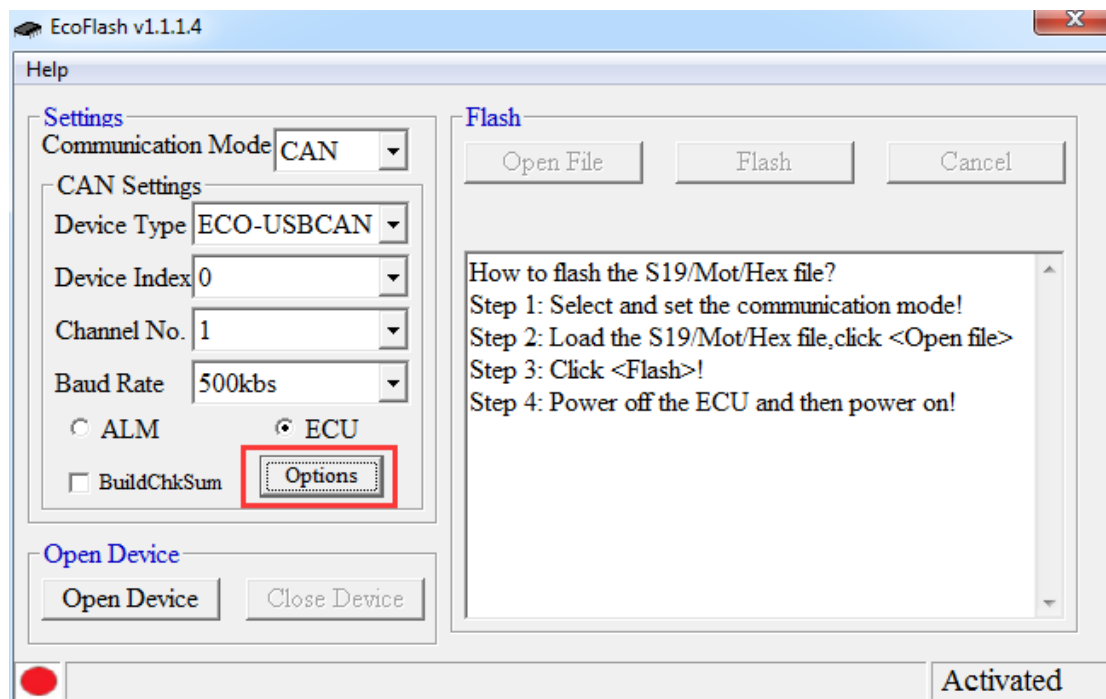 EcoFlash v1.1.1.4
Help
Settings
Communication Mode CAN
CAN Settings
Device Type ECO-USBCAN
Device Index 0
Channel No. 1
Baud Rate 500kbs
ALM ECU
BuildChkSum Options
Open Device
Open Device Close Device
Flash
Open File Flash Cancel
How to flash the S19/Mot/Hex file?
Step 1: Select and set the communication mode!
Step 2: Load the S19/Mot/Hex file,click <Open file>
Step 3: Click <Flash>!
Step 4: Power off the ECU and then power on!
Activated